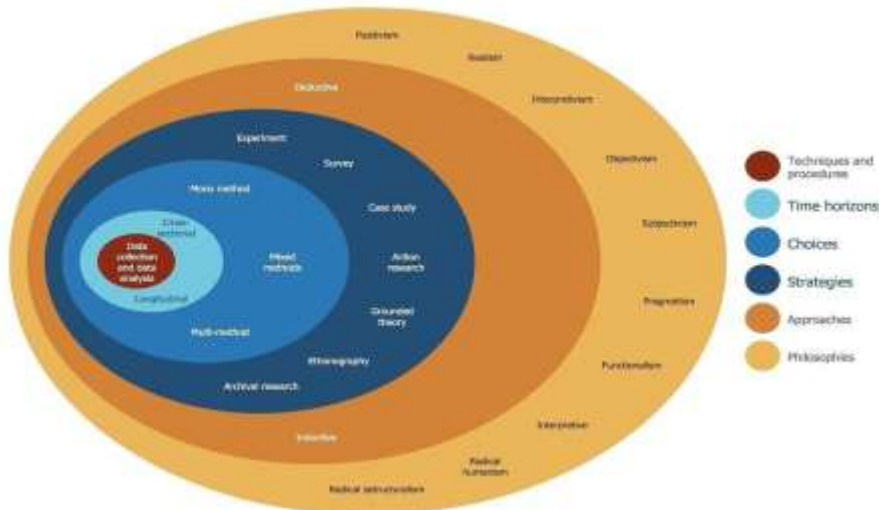 Positivism
Realism
Interpretivism
Objectivism
Subjectivism
Pragmatism
Functionalism
Interpretive
Radical
humanism
Radical
Deductive
Inductive
Experiment
Survey
Case study
Action
research
Grounded
theory
Ethnography
Archival research
Mono method
Mixed
methods
Multi-method
Cross-
sectional
Longitudinal
Data
collection
and data
analysis
Techniques and
procedures
Time horizons
Choices
Strategies
Approaches
Philosophies